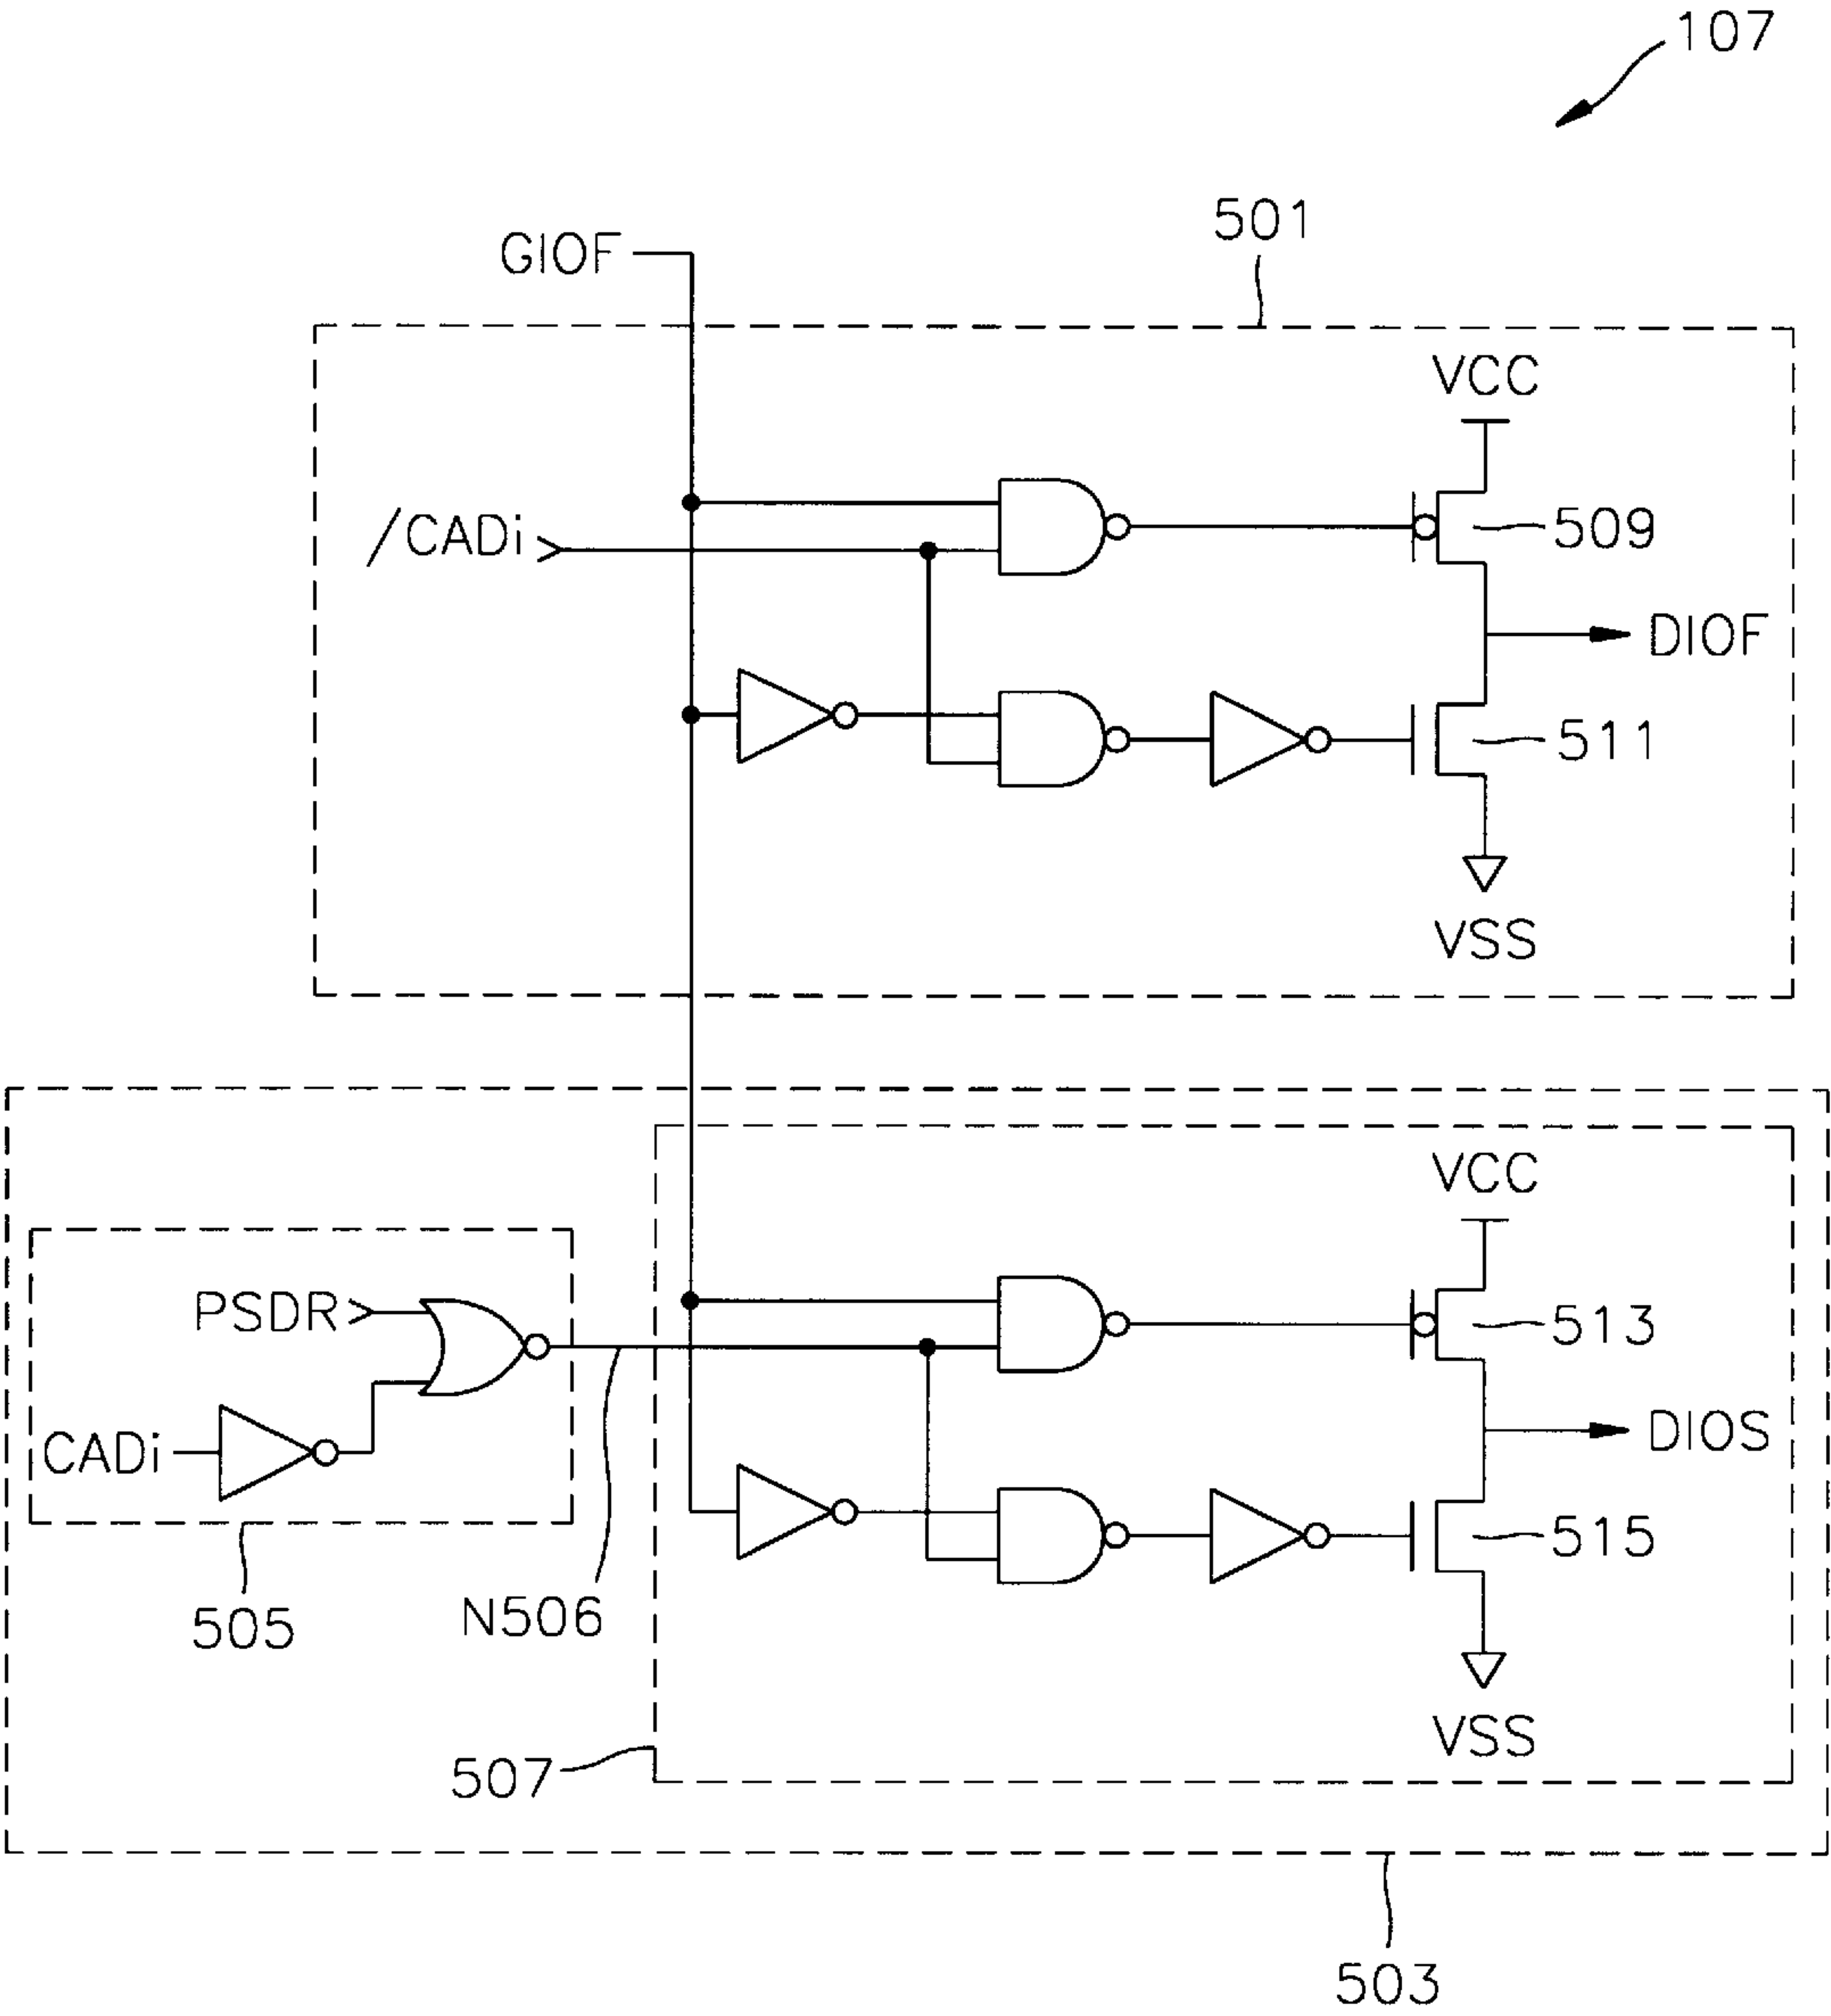 107
501
GIOF
VCC
/CADi
509
DIOF
511
VSS
VCC
PSDR
513
CADi
DIOS
515
505
N506
VSS
507
503